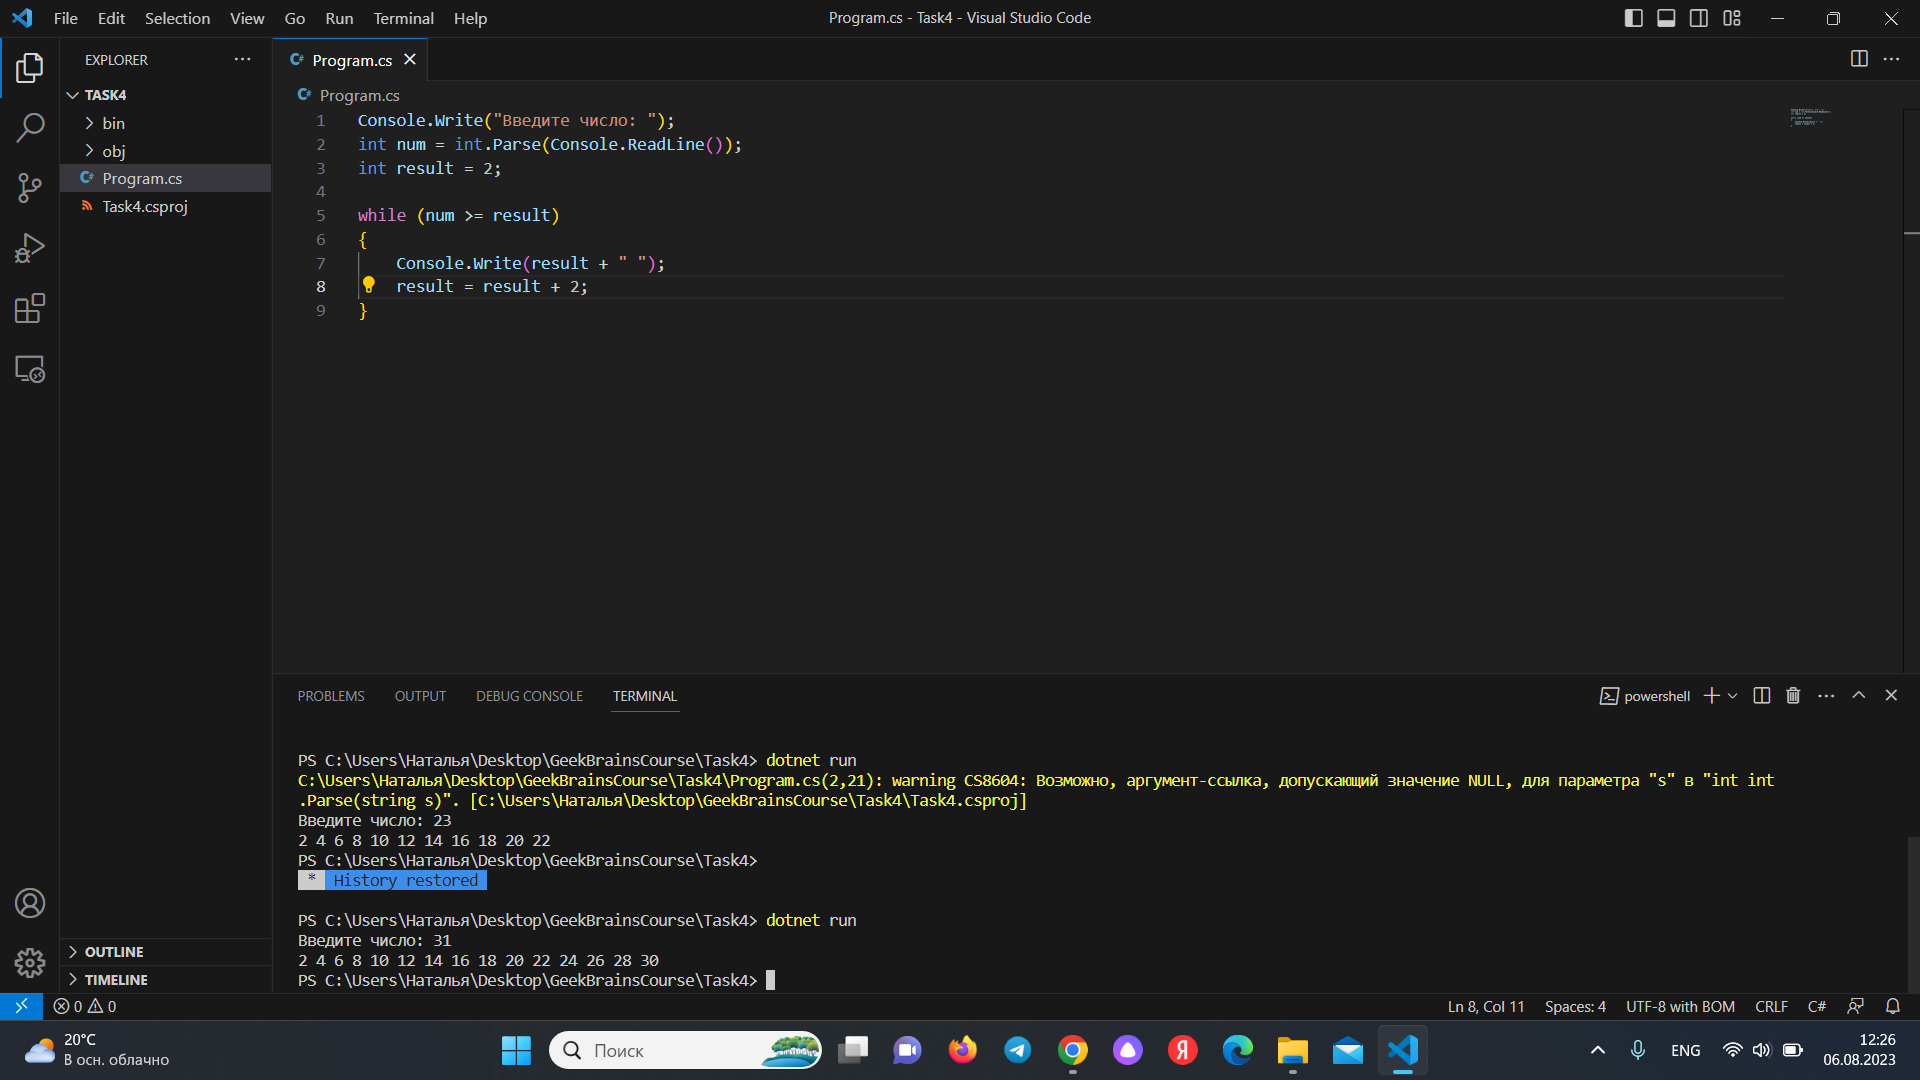 File Edit Selection View Go Run Terminal Help
Program.cs - Task4 - Visual Studio Code
EXPLORER
TASK4
bin
obj
Program.cs
Task4.csproj
OUTLINE
TIMELINE
Program.cs
Program.cs
1 Console.Write("Введите число: ");
2 int num = int.Parse(Console.ReadLine());
3 int result = 2;
4
5 while (num >= result)
6 {
7 Console.Write(result + " ");
8 result = result + 2;
9 }
PROBLEMS OUTPUT DEBUG CONSOLE TERMINAL
powershell
PS C:\Users\Наталья\Desktop\GeekBrainsCourse\Task4> dotnet run
C:\Users\Наталья\Desktop\GeekBrainsCourse\Task4\Program.cs(2,21): warning CS8604: Возможно, аргумент-ссылка, допускающий значение NULL, для параметра "s" в "int int
.Parse(string s)". [C:\Users\Наталья\Desktop\GeekBrainsCourse\Task4\Task4.csproj]
Введите число: 23
2 4 6 8 10 12 14 16 18 20 22
PS C:\Users\Наталья\Desktop\GeekBrainsCourse\Task4>
* History restored
PS C:\Users\Наталья\Desktop\GeekBrainsCourse\Task4> dotnet run
Введите число: 31
2 4 6 8 10 12 14 16 18 20 22 24 26 28 30
PS C:\Users\Наталья\Desktop\GeekBrainsCourse\Task4>
0 0
Ln 8, Col 11 Spaces: 4 UTF-8 with BOM CRLF C#
20°C
В осн. облачно
Поиск
Я
ENG
12:26
06.08.2023